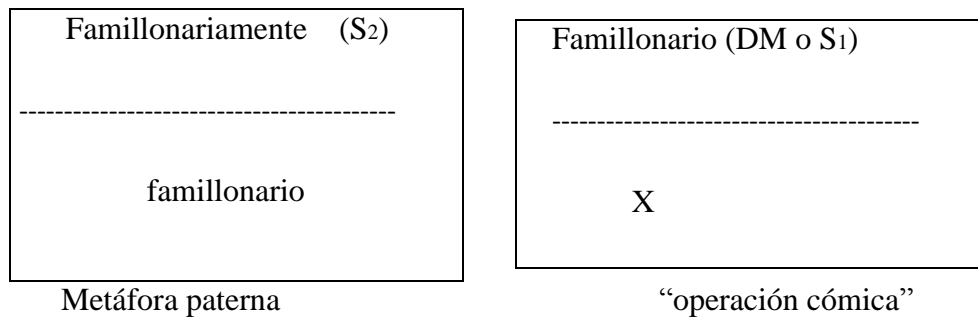 Famillonariamente (S2)
--------------------------------------------
famillonario
Metáfora paterna
Famillonario (DM o S1)
-----------------------------------------
X
“operación cómica”